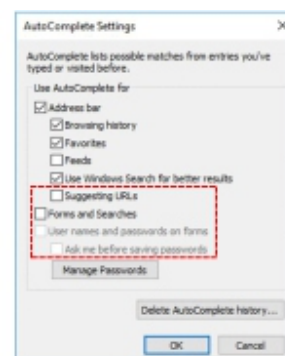 AutoComplete Settings
AutoComplete lists possible matches from entries you've
typed or visited before.
Use AutoComplete for
Address bar
Browsing history
Favorites
Feeds
Use Windows Search for better results
Suggesting URLs
Forms and Searches
User names and passwords on forms
Ask me before saving passwords
Manage Passwords
Delete AutoComplete history...
OK Cancel